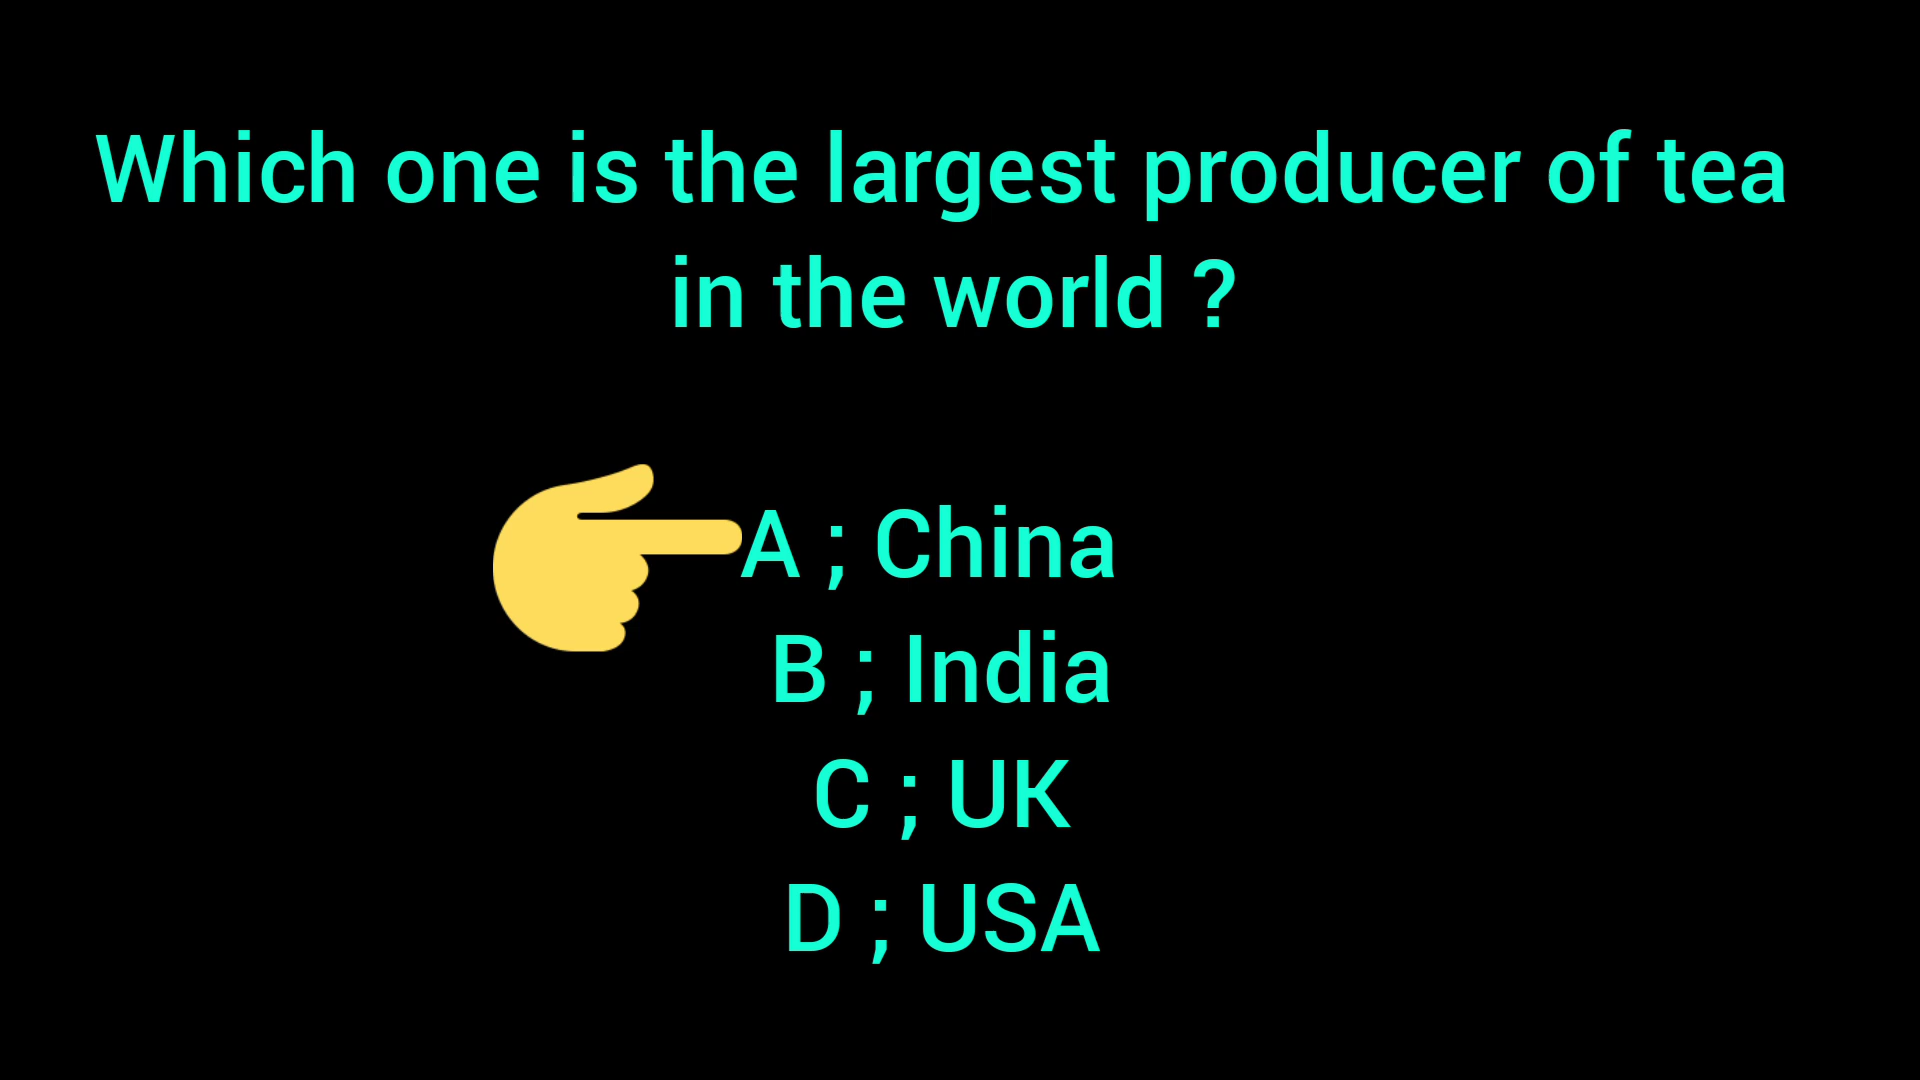 Which one is the largest producer of tea
in the world ?
A ; China
B ; India
C ; UK
D ; USA